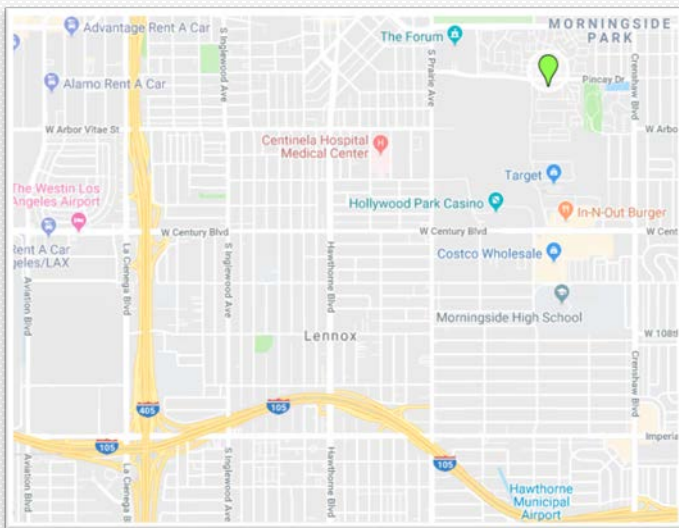 Advantage Rent A Car
MORNINGSIDE
PARK
The Forum
S Inglewood Ave
S Prairie Ave
Crenshaw Blvd
Alamo Rent A Car
Pincay Dr
W Arbor Vitae St
W Arbo
Centinela Hospital
Medical Center
Target
The Westin Los
Angeles Airport
Hollywood Park Casino
In-N-Out Burger
W Century Blvd
W Century Blvd
W Cent
Rent A Car
geles/LAX
La Cienega Blvd
S Inglewood Ave
Hawthorne Blvd
Costco Wholesale
Aviation Blvd
Morningside High School
Lennox
W 108th
Crenshaw Blvd
405
105
105
105
Imperia
Aviation Blvd
La Cienega B
S Inglewood Ave
Hawthorne Blvd
Hawthorne
Municipal
Airport